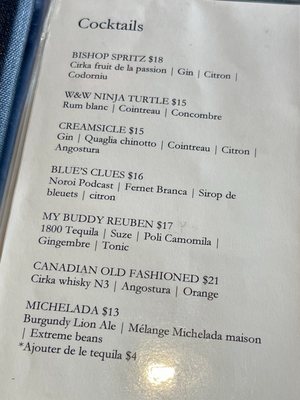 Cocktails
BISHOP SPRITZ $18
Cirka fruit de la passion | Gin | Citron |
Codorniu
W&W NINJA TURTLE $15
Rum blanc | Cointreau | Concombre
CREAMSICLE $15
Gin | Quaglia chinotto | Cointreau | Citron |
Angostura
BLUE'S CLUES $16
Noroi Podcast | Fernet Branca | Sirop de
bleuets | citron
MY BUDDY REUBEN $17
1800 Tequila | Suze | Poli Camomila |
Gingembre | Tonic
CANADIAN OLD FASHIONED $21
Cirka whisky N3 | Angostura | Orange
MICHELADA $13
Burgundy Lion Ale | Mélange Michelada maison
| Extreme beans
*Ajouter de le tequila $4